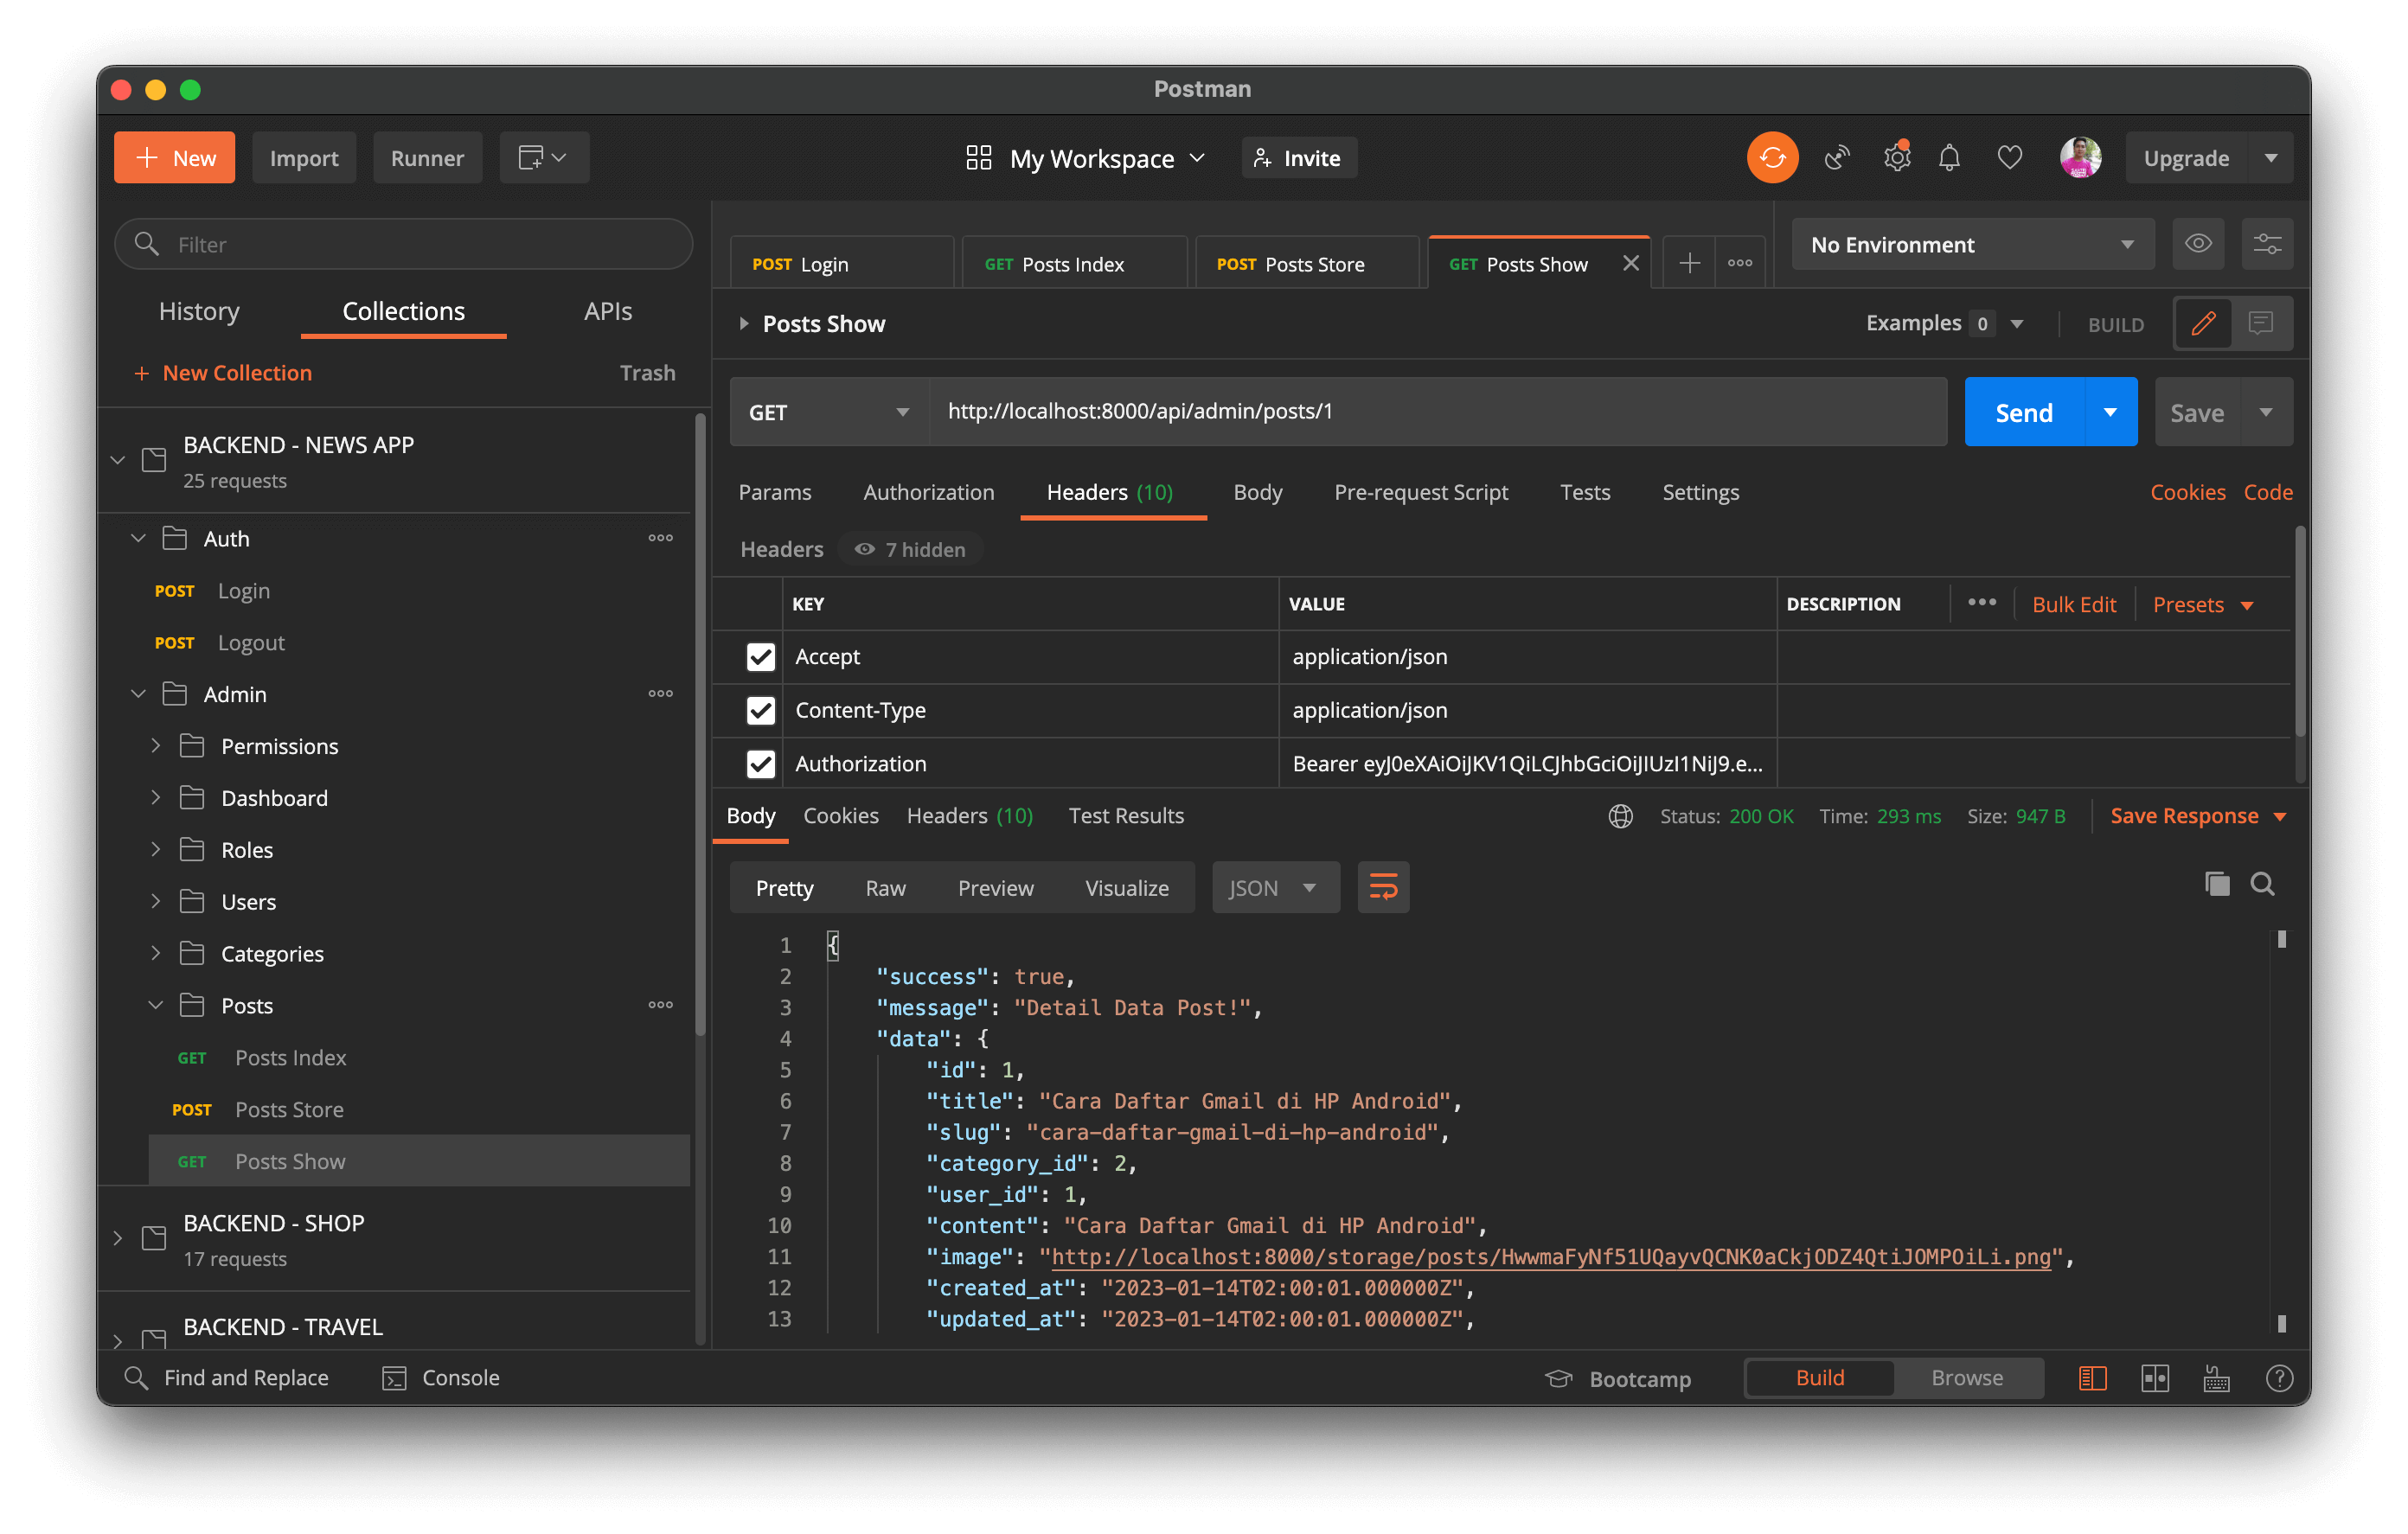 Postman
New Import Runner My Workspace Invite Upgrade
Filter
History Collections APIs
New Collection Trash
BACKEND - NEWS APP
25 requests
Auth
POST Login
POST Logout
Admin
Permissions
Dashboard
Roles
Users
Categories
Posts
GET Posts Index
POST Posts Store
GET Posts Show
BACKEND - SHOP
17 requests
BACKEND - TRAVEL
POST Login GET Posts Index POST Posts Store GET Posts Show No Environment
Posts Show Examples 0 BUILD
GET http://localhost:8000/api/admin/posts/1 Send Save
Params Authorization Headers (10) Body Pre-request Script Tests Settings Cookies Code
Headers 7 hidden
KEY VALUE DESCRIPTION Bulk Edit Presets
Accept application/json
Content-Type application/json
Authorization Bearer eyJ0eXAiOiJKV1QiLCJhbGciOiJIUzI1NiJ9.e...
Body Cookies Headers (10) Test Results Status: 200 OK Time: 293 ms Size: 947 B Save Response
Pretty Raw Preview Visualize JSON
1 {
2 "success": true,
3 "message": "Detail Data Post!",
4 "data": {
5 "id": 1,
6 "title": "Cara Daftar Gmail di HP Android",
7 "slug": "cara-daftar-gmail-di-hp-android",
8 "category_id": 2,
9 "user_id": 1,
10 "content": "Cara Daftar Gmail di HP Android",
11 "image": "http://localhost:8000/storage/posts/HwwmaFyNf51UQayvQCNK0aCkjODZ4QtiJOMPOiLi.png",
12 "created_at": "2023-01-14T02:00:01.000000Z",
13 "updated_at": "2023-01-14T02:00:01.000000Z",
Find and Replace Console Bootcamp Build Browse